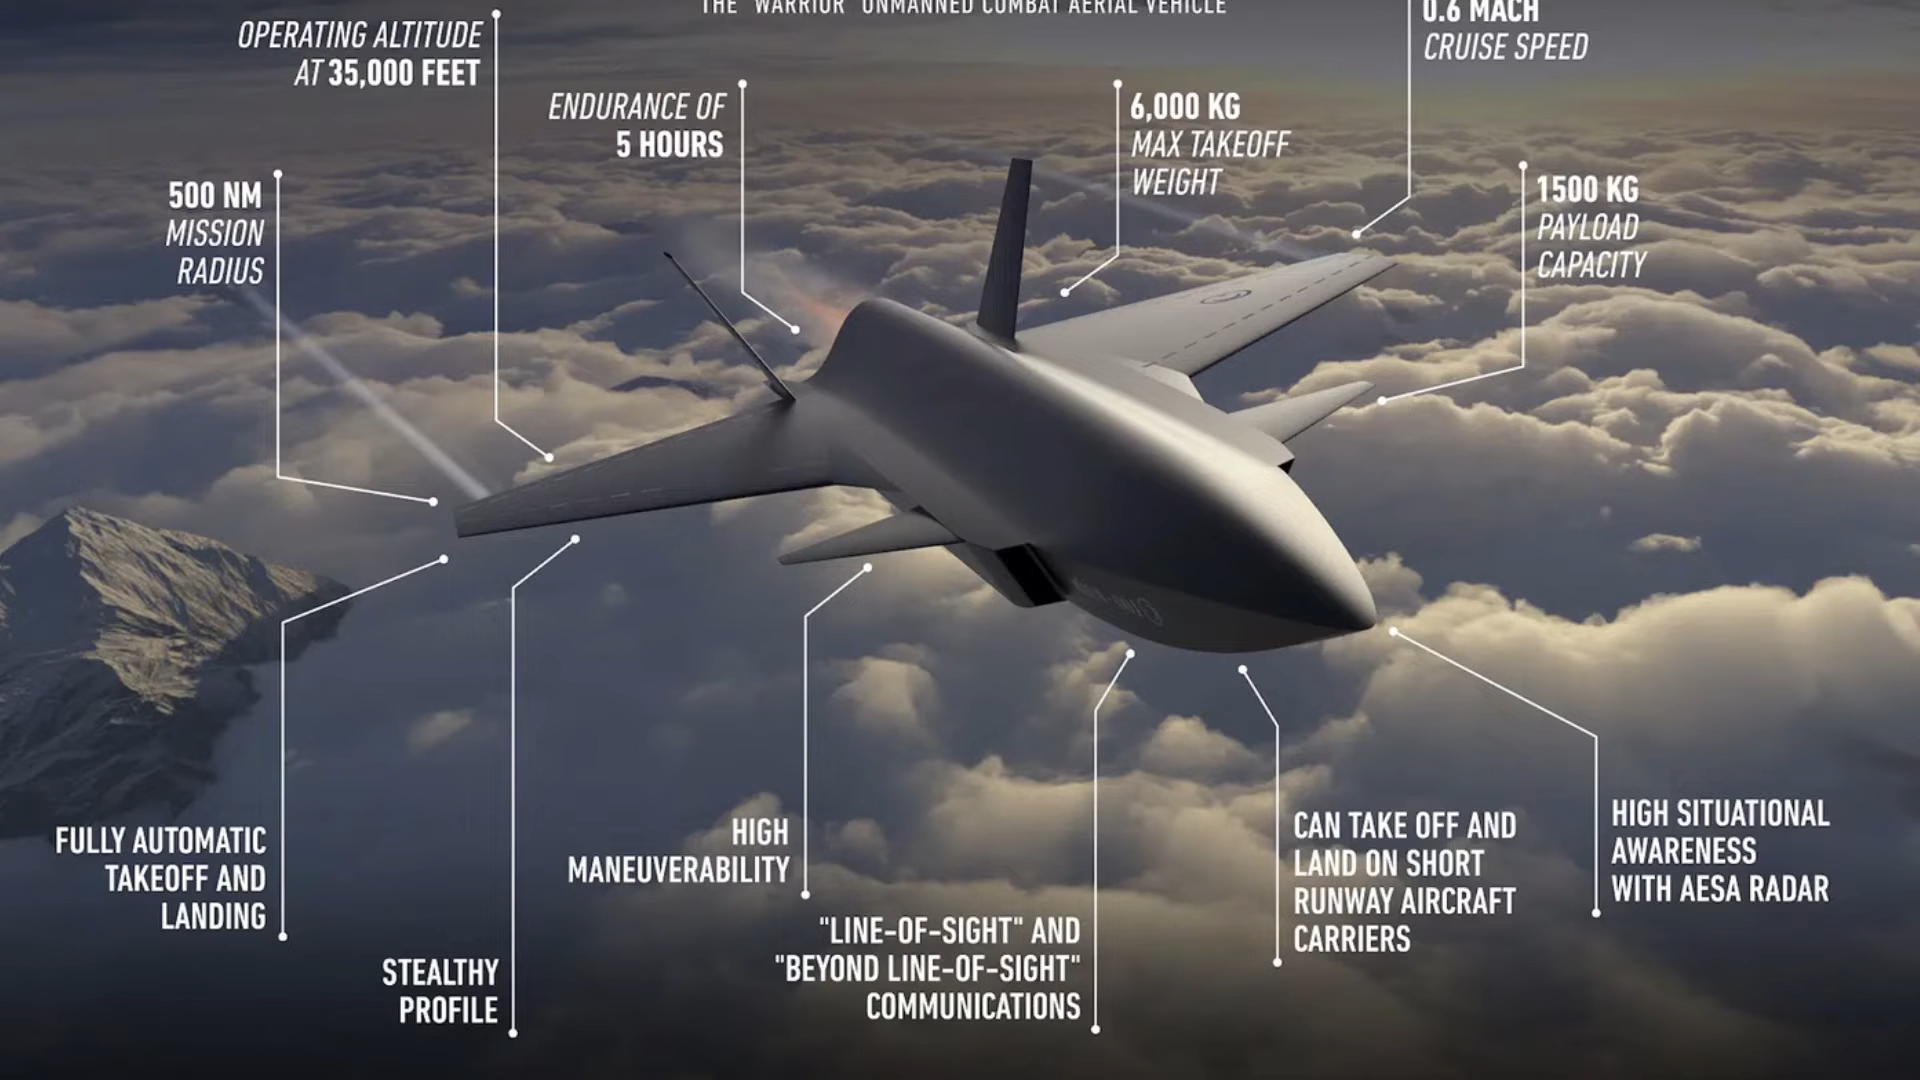 THE "WARRIOR" UNMANNED COMBAT AERIAL VEHICLE
OPERATING ALTITUDE
AT 35,000 FEET
0.6 MACH
CRUISE SPEED
ENDURANCE OF
5 HOURS
6,000 KG
MAX TAKEOFF
WEIGHT
500 NM
MISSION
RADIUS
1500 KG
PAYLOAD
CAPACITY
FULLY AUTOMATIC
TAKEOFF AND
LANDING
STEALTHY
PROFILE
HIGH
MANEUVERABILITY
"LINE-OF-SIGHT" AND
"BEYOND LINE-OF-SIGHT"
COMMUNICATIONS
CAN TAKE OFF AND
LAND ON SHORT
RUNWAY AIRCRAFT
CARRIERS
HIGH SITUATIONAL
AWARENESS
WITH AESA RADAR